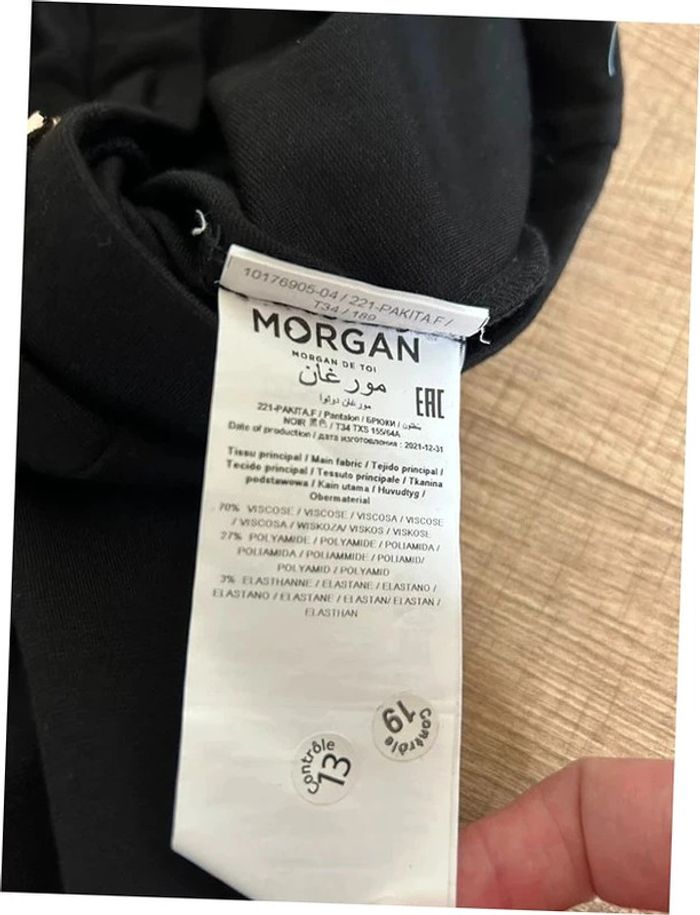 10176905-04 / 221-PAKITA.F /
T34 / 189
MORGAN
MORGAN DE TOI
مورغان
مورغان دوتوا
EAC
221-PAKITA.F / Pantalon / БРЮКИ / بنطلون /
NOIR 黑色 / T34 TXS 155/64A
Date of production / дата изготовления : 2021-12-31
Tissu principal / Main fabric / Tejido principal /
Tecido principal / Tessuto principale / Tkanina
podstawowa / Kain utama / Huvudtyg /
Obermaterial
70% VISCOSE / VISCOSE / VISCOSA / VISCOSE
/ VISCOSA / WISKOZA/ VISKOS / VISKOSE
27% POLYAMIDE / POLYAMIDE / POLIAMIDA /
POLIAMIDA / POLIAMMIDE / POLIAMID/
POLYAMID / POLYAMID
3% ELASTHANNE / ELASTANE / ELASTANO /
ELASTANO / ELASTANE / ELASTAN/ ELASTAN /
ELASTHAN
Contrôle
19
Contrôle
13